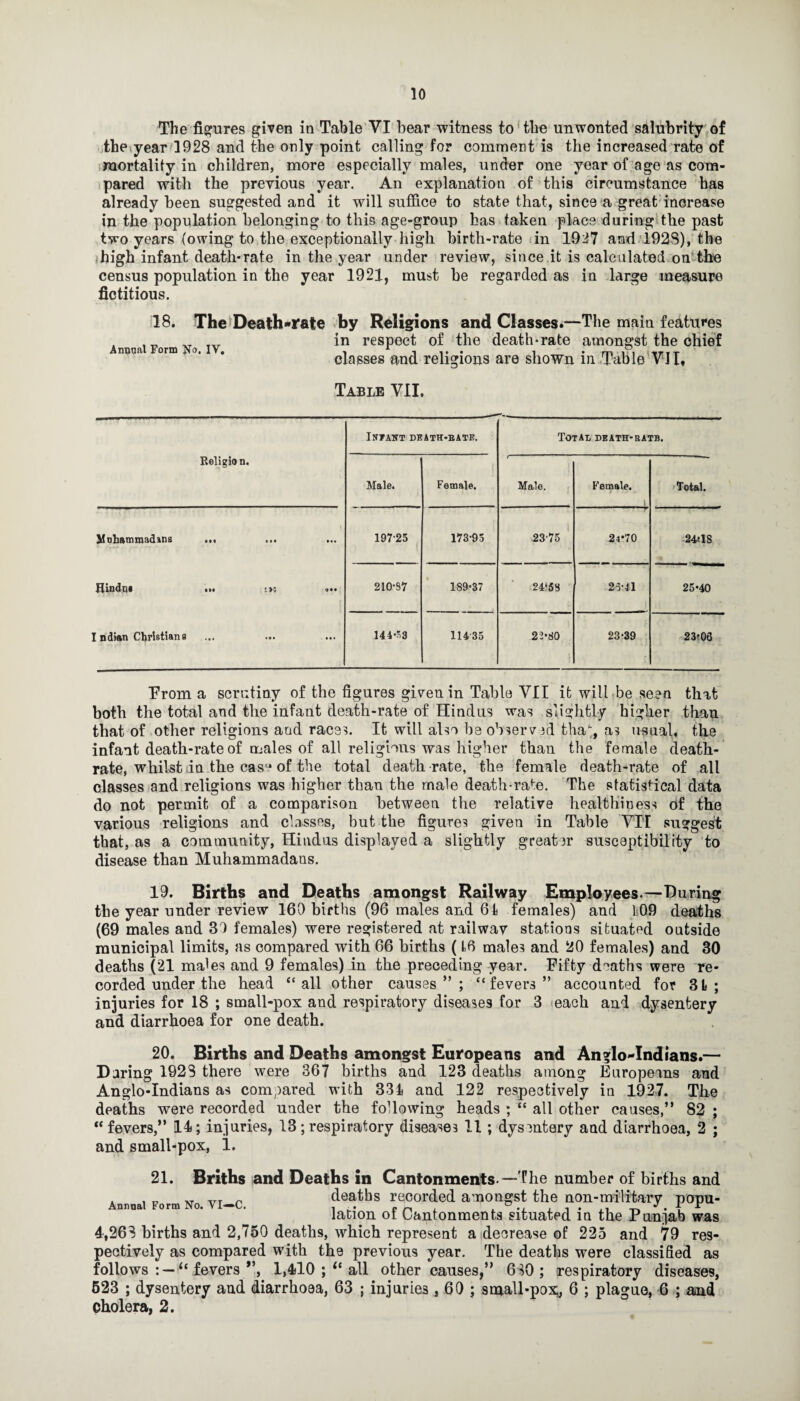 10
The figures given in Table VI bear witness to the unwonted salubrity of
the year 1928 and the only point calling for comment is the increased rate of
mortality in children, more especially males, under one year of age as com-
pared with the previous year. An explanation of this circumstance has
already been suggested and it will suffice to state that, since a great increase
in the population belonging to this age-group has taken place during the past
two years (owing to the exceptionally high birth-rate in 1927 and 1928), the
high infant death-rate in the year under review, since it is calculated on the
census population in the year 1921, must be regarded as in large measure
fictitious.
18. The Death-rate by Religions and Classes.—The main features
Annual Form No. IV.
in respect of the death-rate amongst the chief
classes and religions are shown in Table VII,
TABLE VII.
Religion. INFANT DEATH-RATE. TOTAL DEATH-RATE.
Male. Female. Male. Female. Total.
Muhammadans ... ... ... 197·25 173·95 23·75 24·70 24·18
Hindus ... ... ... 210·87 189·37 24·58 26·41 25·40
Indian Christians ... ... ... 144·53 114·35 22·80 23·39 23·06
From a scrutiny of the figures given in Table VII it will be seen that
both the total and the infant death-rate of Hindus was slightly higher than
that of other religions and races. It will also be observed that, as usual, the
infant death-rate of males of all religions was higher than the female death-
rate, whilst in the case of the total death-rate, the female death-rate of all
classes and religions was higher than the male death-rate. The statistical data
do not permit of a comparison between the relative healthiness of the
various religions and classes, but the figures given in Table VII suggest
that, as a community, Hindus displayed a slightly greater susceptibility to
disease than Muhammadans.
19. Births and Deaths amongst Railway Employees.—During
the year under review 160 births (96 males and 64 females) and 109 deaths
(69 males and 30 females) were registered at railway stations situated outside
municipal limits, as compared with 66 births (46 males and 20 females) and 30
deaths (21 males and 9 females) in the preceding year. Fifty deaths were re-
corded under the head “all other causes”; “fevers” accounted for 34;
injuries for 18; small-pox and respiratory diseases for 3 each and dysentery
and diarrhoea for one death.
20. Births and Deaths amongst Europeans and Anglo-Indians.—
During 1928 there were 367 births and 123 deaths among Europeans and
Anglo-Indians as compared with 334 and 122 respectively in 1927. The
deaths were recorded under the following heads; “all other causes,” 82;
“fevers,” 14; injuries, 13; respiratory diseases 11; dysentery and diarrhoea, 2;
and small-pox, 1.
21. Briths and Deaths in Cantonments.—The number of births and
Annual Form No. VI—C.
deaths recorded amongst the non-military popu-
lation of Cantonments situated in the Punjab was
4,263 births and 2,750 deaths, which represent a decrease of 225 and 79 res-
pectively as compared with the previous year. The deaths were classified as
follows:—“fevers”, 1,410; “all other causes,” 680; respiratory diseases,
523; dysentery and diarrhoea, 63; injuries, 60; small-pox, 6; plague, 6; and
cholera, 2.